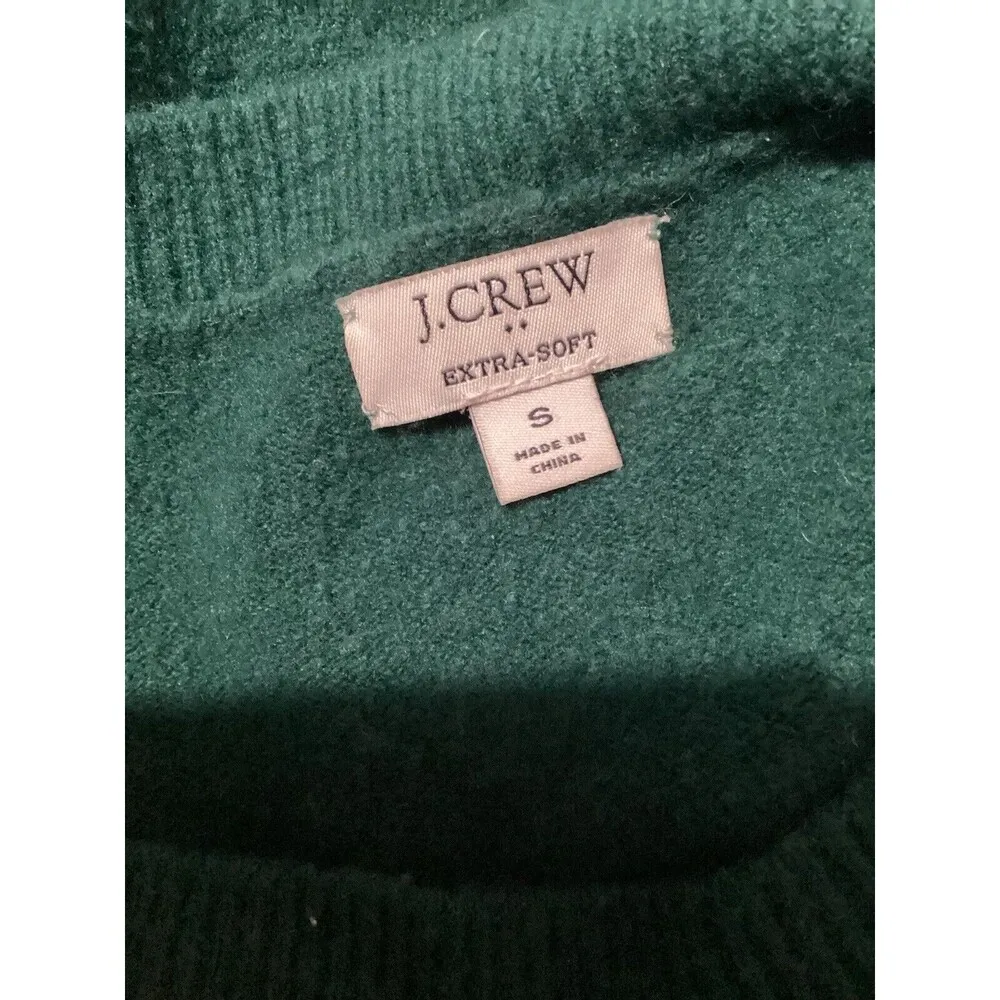 J.CREW
••
EXTRA-SOFT
S
MADE IN
CHINA